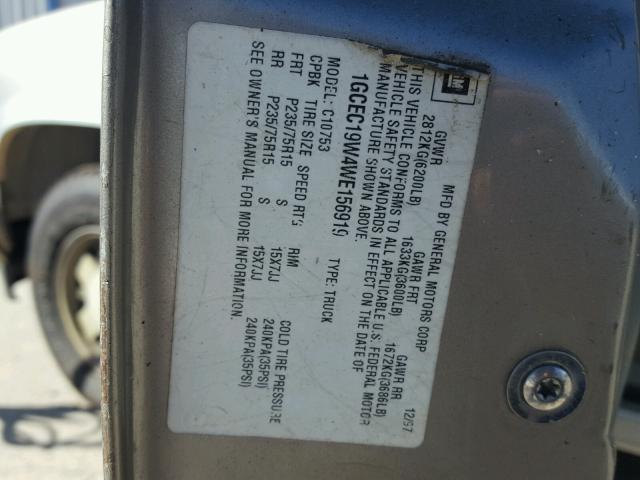 GM
MFD BY GENERAL MOTORS CORP 12/97
GVWR GAWR FRT GAWR RR
2812KG(6200LB) 1633KG(3600LB) 1672KG(3686LB)
THIS VEHICLE CONFORMS TO ALL APPLICABLE U.S. FEDERAL MOTOR
VEHICLE SAFETY STANDARDS IN EFFECT ON THE DATE OF
MANUFACTURE SHOWN ABOVE.
1GCEC19W4WE156919 TYPE: TRUCK
MODEL: C10753
CPBK TIRE SIZE SPEED RT'G RIM COLD TIRE PRESSURE
FRT P235/75R15 S 15X7JJ 240KPA(35PSI)
RR P235/75R15 S 15X7JJ 240KPA(35PSI)
SEE OWNER'S MANUAL FOR MORE INFORMATION.